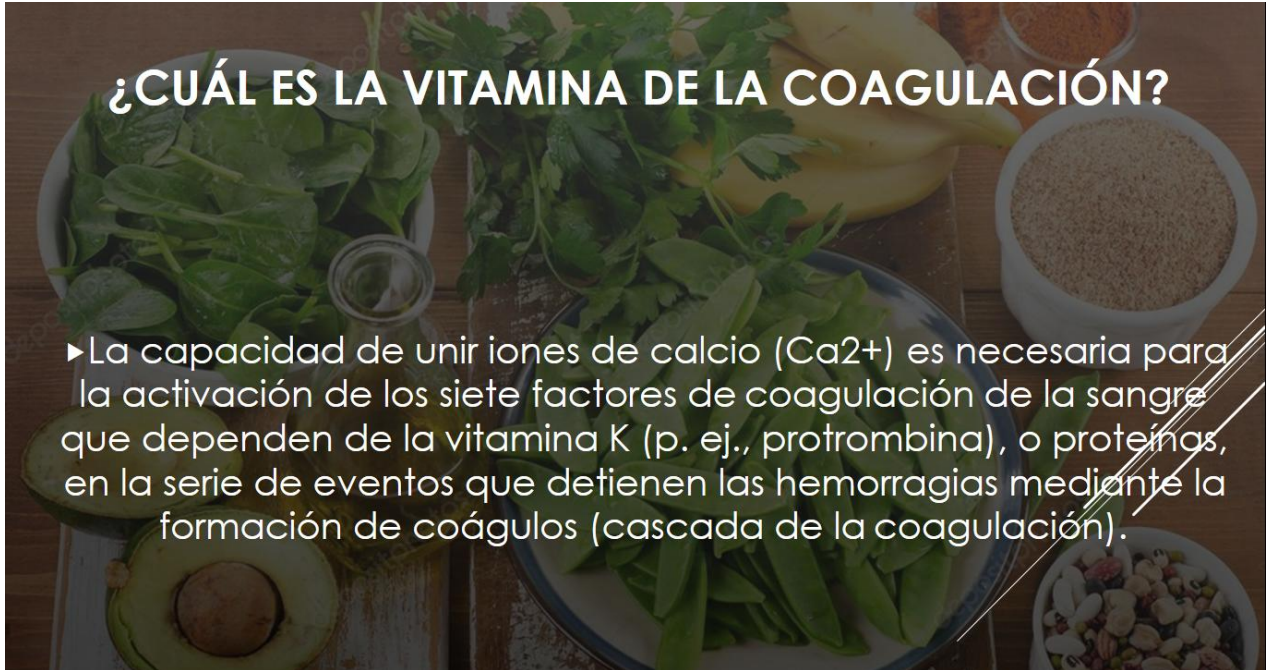 ¿CUÁL ES LA VITAMINA DE LA COAGULACIÓN?
▶La capacidad de unir iones de calcio (Ca2+) es necesaria para
la activación de los siete factores de coagulación de la sangre
que dependen de la vitamina K (p. ej., protrombina), o proteínas,
en la serie de eventos que detienen las hemorragias mediante la
formación de coágulos (cascada de la coagulación).